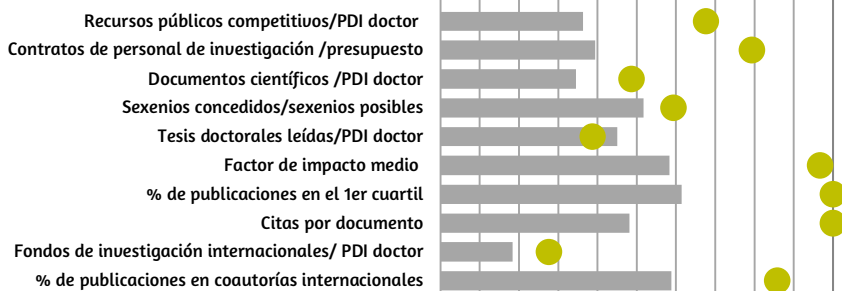 Recursos públicos competitivos/PDI doctor
Contratos de personal de investigación /presupuesto
Documentos científicos /PDI doctor
Sexenios concedidos/sexenios posibles
Tesis doctorales leídas/PDI doctor
Factor de impacto medio
% de publicaciones en el 1er cuartil
Citas por documento
Fondos de investigación internacionales/ PDI doctor
% de publicaciones en coautorías internacionales